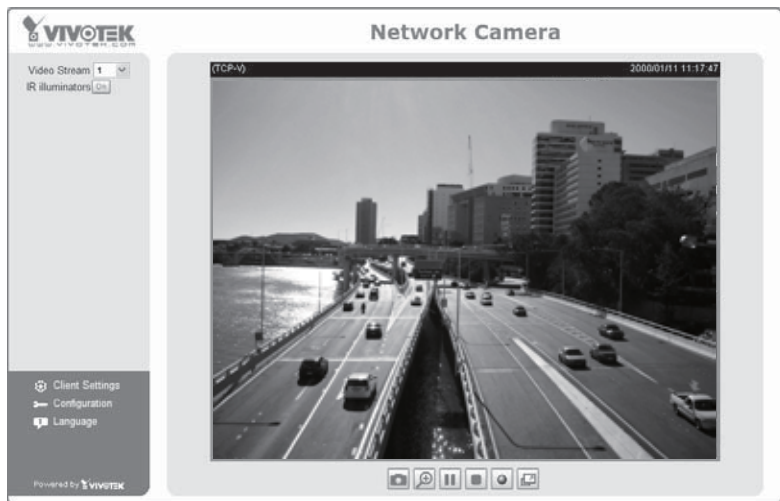 VIVOTEK
www.vivotek.com
Network Camera
Video Stream 1
IR illuminators On
(TCP-V) 2000/01/11 11:17:47
Client Settings
Configuration
Language
Powered by VIVOTEK